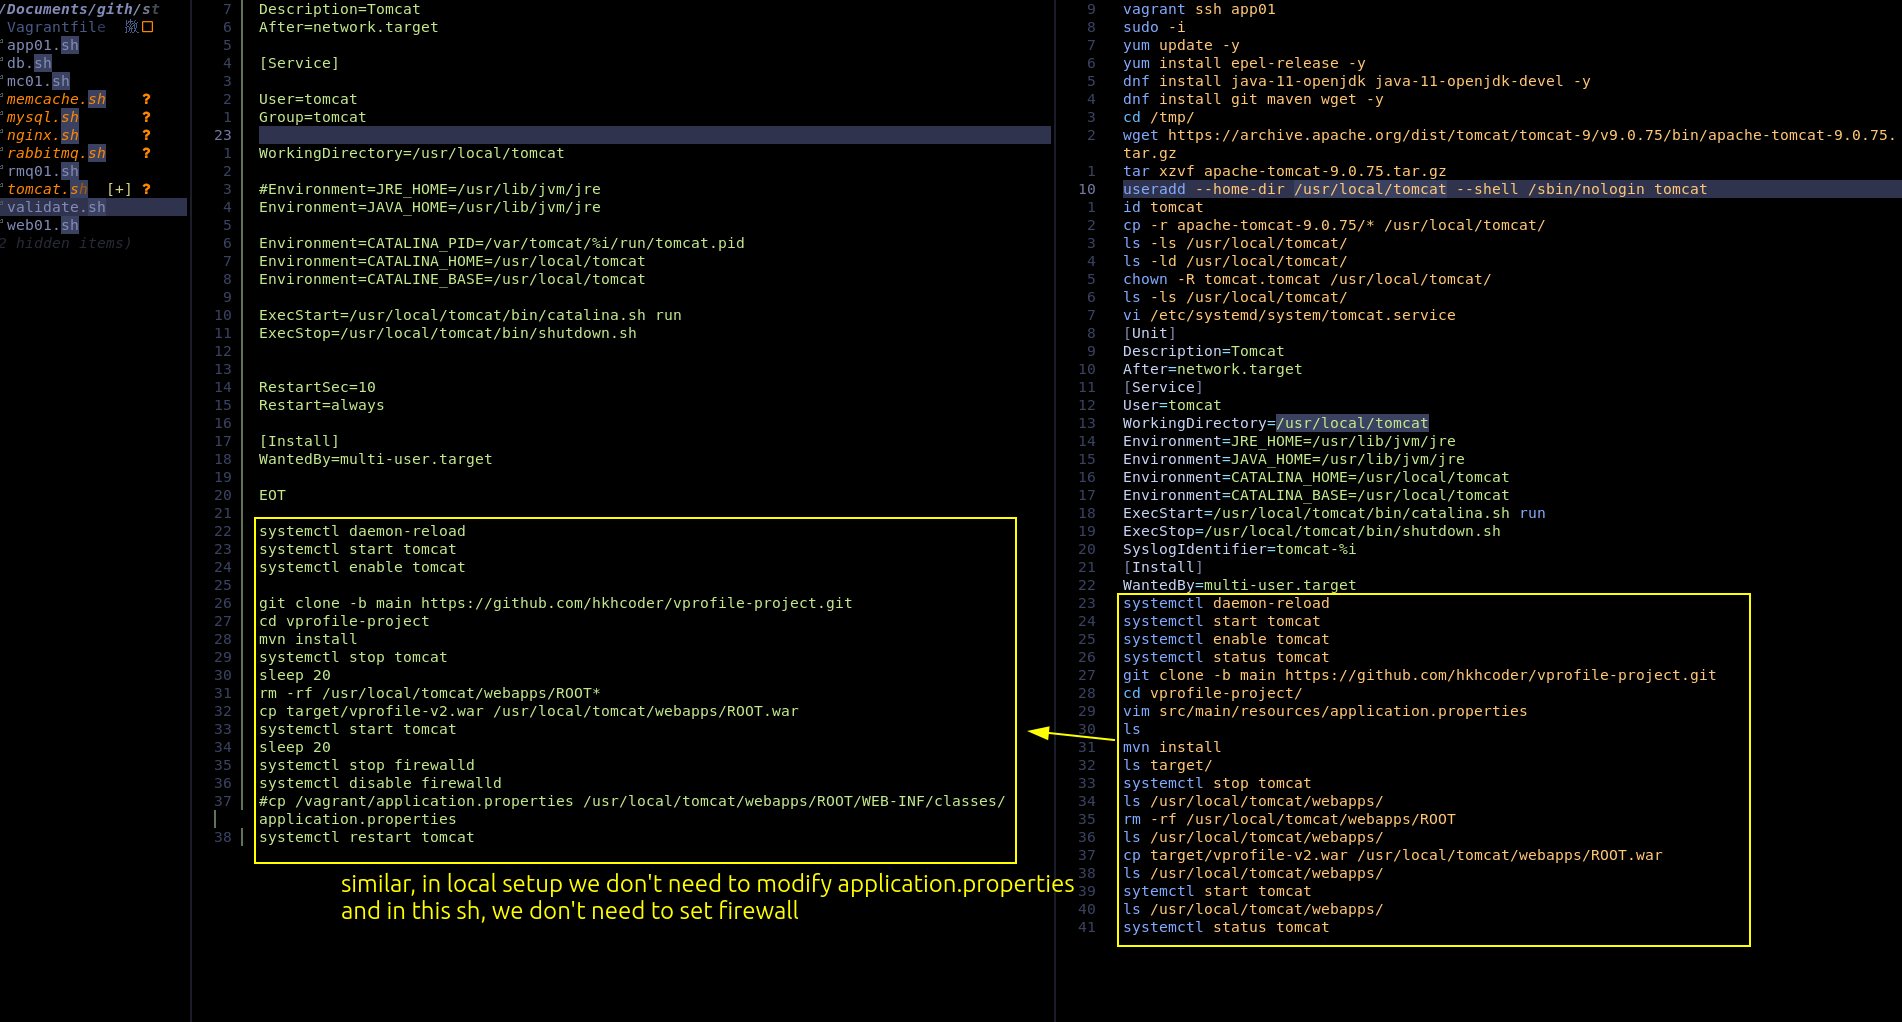 /Documents/gith/st
Vagrantfile
app01.sh
db.sh
mc01.sh
memcache.sh ?
mysql.sh ?
nginx.sh ?
rabbitmq.sh ?
rmq01.sh
tomcat.sh [+] ?
validate.sh
web01.sh
2 hidden items)
7 Description=Tomcat
6 After=network.target
5
4 [Service]
3
2 User=tomcat
1 Group=tomcat
23
1 WorkingDirectory=/usr/local/tomcat
2
3 #Environment=JRE_HOME=/usr/lib/jvm/jre
4 Environment=JAVA_HOME=/usr/lib/jvm/jre
5
6 Environment=CATALINA_PID=/var/tomcat/%i/run/tomcat.pid
7 Environment=CATALINA_HOME=/usr/local/tomcat
8 Environment=CATALINE_BASE=/usr/local/tomcat
9
10 ExecStart=/usr/local/tomcat/bin/catalina.sh run
11 ExecStop=/usr/local/tomcat/bin/shutdown.sh
12
13
14 RestartSec=10
15 Restart=always
16
17 [Install]
18 WantedBy=multi-user.target
19
20 EOT
21
22 systemctl daemon-reload
23 systemctl start tomcat
24 systemctl enable tomcat
25
26 git clone -b main https://github.com/hkhcoder/vprofile-project.git
27 cd vprofile-project
28 mvn install
29 systemctl stop tomcat
30 sleep 20
31 rm -rf /usr/local/tomcat/webapps/ROOT*
32 cp target/vprofile-v2.war /usr/local/tomcat/webapps/ROOT.war
33 systemctl start tomcat
34 sleep 20
35 systemctl stop firewalld
36 systemctl disable firewalld
37 #cp /vagrant/application.properties /usr/local/tomcat/webapps/ROOT/WEB-INF/classes/
application.properties
38 systemctl restart tomcat
similar, in local setup we don't need to modify application.properties
and in this sh, we don't need to set firewall
9 vagrant ssh app01
8 sudo -i
7 yum update -y
6 yum install epel-release -y
5 dnf install java-11-openjdk java-11-openjdk-devel -y
4 dnf install git maven wget -y
3 cd /tmp/
2 wget https://archive.apache.org/dist/tomcat/tomcat-9/v9.0.75/bin/apache-tomcat-9.0.75.
tar.gz
1 tar xzvf apache-tomcat-9.0.75.tar.gz
10 useradd --home-dir /usr/local/tomcat --shell /sbin/nologin tomcat
1 id tomcat
2 cp -r apache-tomcat-9.0.75/* /usr/local/tomcat/
3 ls -ls /usr/local/tomcat/
4 ls -ld /usr/local/tomcat/
5 chown -R tomcat.tomcat /usr/local/tomcat/
6 ls -ls /usr/local/tomcat/
7 vi /etc/systemd/system/tomcat.service
8 [Unit]
9 Description=Tomcat
10 After=network.target
11 [Service]
12 User=tomcat
13 WorkingDirectory=/usr/local/tomcat
14 Environment=JRE_HOME=/usr/lib/jvm/jre
15 Environment=JAVA_HOME=/usr/lib/jvm/jre
16 Environment=CATALINA_HOME=/usr/local/tomcat
17 Environment=CATALINA_BASE=/usr/local/tomcat
18 ExecStart=/usr/local/tomcat/bin/catalina.sh run
19 ExecStop=/usr/local/tomcat/bin/shutdown.sh
20 SyslogIdentifier=tomcat-%i
21 [Install]
22 WantedBy=multi-user.target
23 systemctl daemon-reload
24 systemctl start tomcat
25 systemctl enable tomcat
26 systemctl status tomcat
27 git clone -b main https://github.com/hkhcoder/vprofile-project.git
28 cd vprofile-project/
29 vim src/main/resources/application.properties
30 ls
31 mvn install
32 ls target/
33 systemctl stop tomcat
34 ls /usr/local/tomcat/webapps/
35 rm -rf /usr/local/tomcat/webapps/ROOT
36 ls /usr/local/tomcat/webapps/
37 cp target/vprofile-v2.war /usr/local/tomcat/webapps/ROOT.war
38 ls /usr/local/tomcat/webapps/
39 sytemctl start tomcat
40 ls /usr/local/tomcat/webapps/
41 systemctl status tomcat